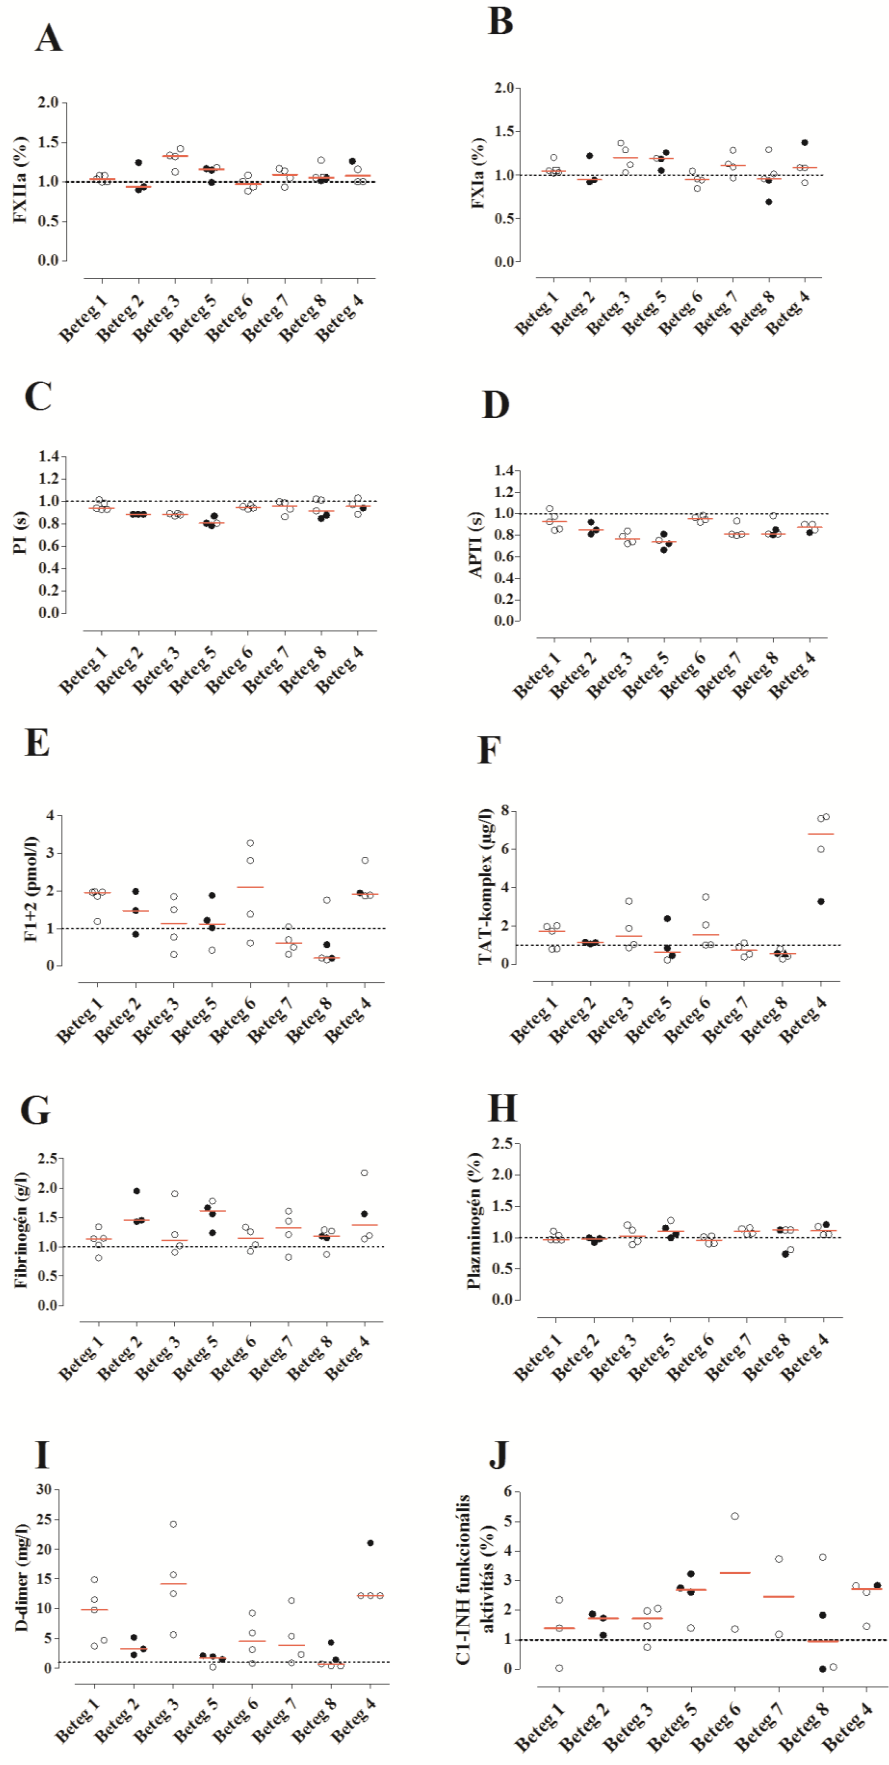 A
FXIIa (%)
2.0
1.5
1.0
0.5
0.0
Beteg 1 Beteg 2 Beteg 3 Beteg 5 Beteg 6 Beteg 7 Beteg 8 Beteg 4
B
FXIa (%)
2.0
1.5
1.0
0.5
0.0
Beteg 1 Beteg 2 Beteg 3 Beteg 5 Beteg 6 Beteg 7 Beteg 8 Beteg 4
C
PI (s)
1.4
1.2
1.0
0.8
0.6
0.4
0.2
0.0
Beteg 1 Beteg 2 Beteg 3 Beteg 5 Beteg 6 Beteg 7 Beteg 8 Beteg 4
D
APTI (s)
1.4
1.2
1.0
0.8
0.6
0.4
0.2
0.0
Beteg 1 Beteg 2 Beteg 3 Beteg 5 Beteg 6 Beteg 7 Beteg 8 Beteg 4
E
F1+2 (pmol/l)
4
3
2
1
0
Beteg 1 Beteg 2 Beteg 3 Beteg 5 Beteg 6 Beteg 7 Beteg 8 Beteg 4
F
TAT-komplex (µg/l)
8
6
4
2
0
Beteg 1 Beteg 2 Beteg 3 Beteg 5 Beteg 6 Beteg 7 Beteg 8 Beteg 4
G
Fibrinogén (g/l)
2.5
2.0
1.5
1.0
0.5
0.0
Beteg 1 Beteg 2 Beteg 3 Beteg 5 Beteg 6 Beteg 7 Beteg 8 Beteg 4
H
Plazminogén (%)
2.5
2.0
1.5
1.0
0.5
0.0
Beteg 1 Beteg 2 Beteg 3 Beteg 5 Beteg 6 Beteg 7 Beteg 8 Beteg 4
I
D-dimer (mg/l)
30
25
20
15
10
5
0
Beteg 1 Beteg 2 Beteg 3 Beteg 5 Beteg 6 Beteg 7 Beteg 8 Beteg 4
J
C1-INH funkcionális
aktivitás (%)
6
5
4
3
2
1
0
Beteg 1 Beteg 2 Beteg 3 Beteg 5 Beteg 6 Beteg 7 Beteg 8 Beteg 4